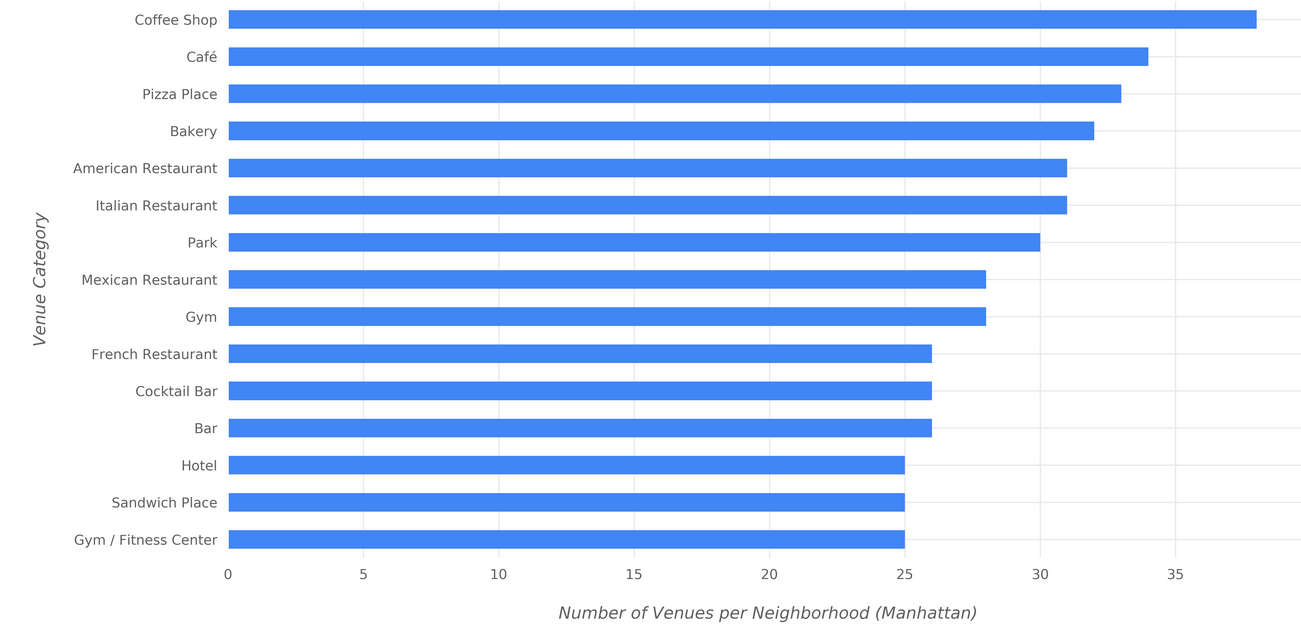 Coffee Shop
Café
Pizza Place
Bakery
American Restaurant
Italian Restaurant
Park
Mexican Restaurant
Gym
French Restaurant
Cocktail Bar
Bar
Hotel
Sandwich Place
Gym / Fitness Center
Venue Category
0 5 10 15 20 25 30 35
Number of Venues per Neighborhood (Manhattan)